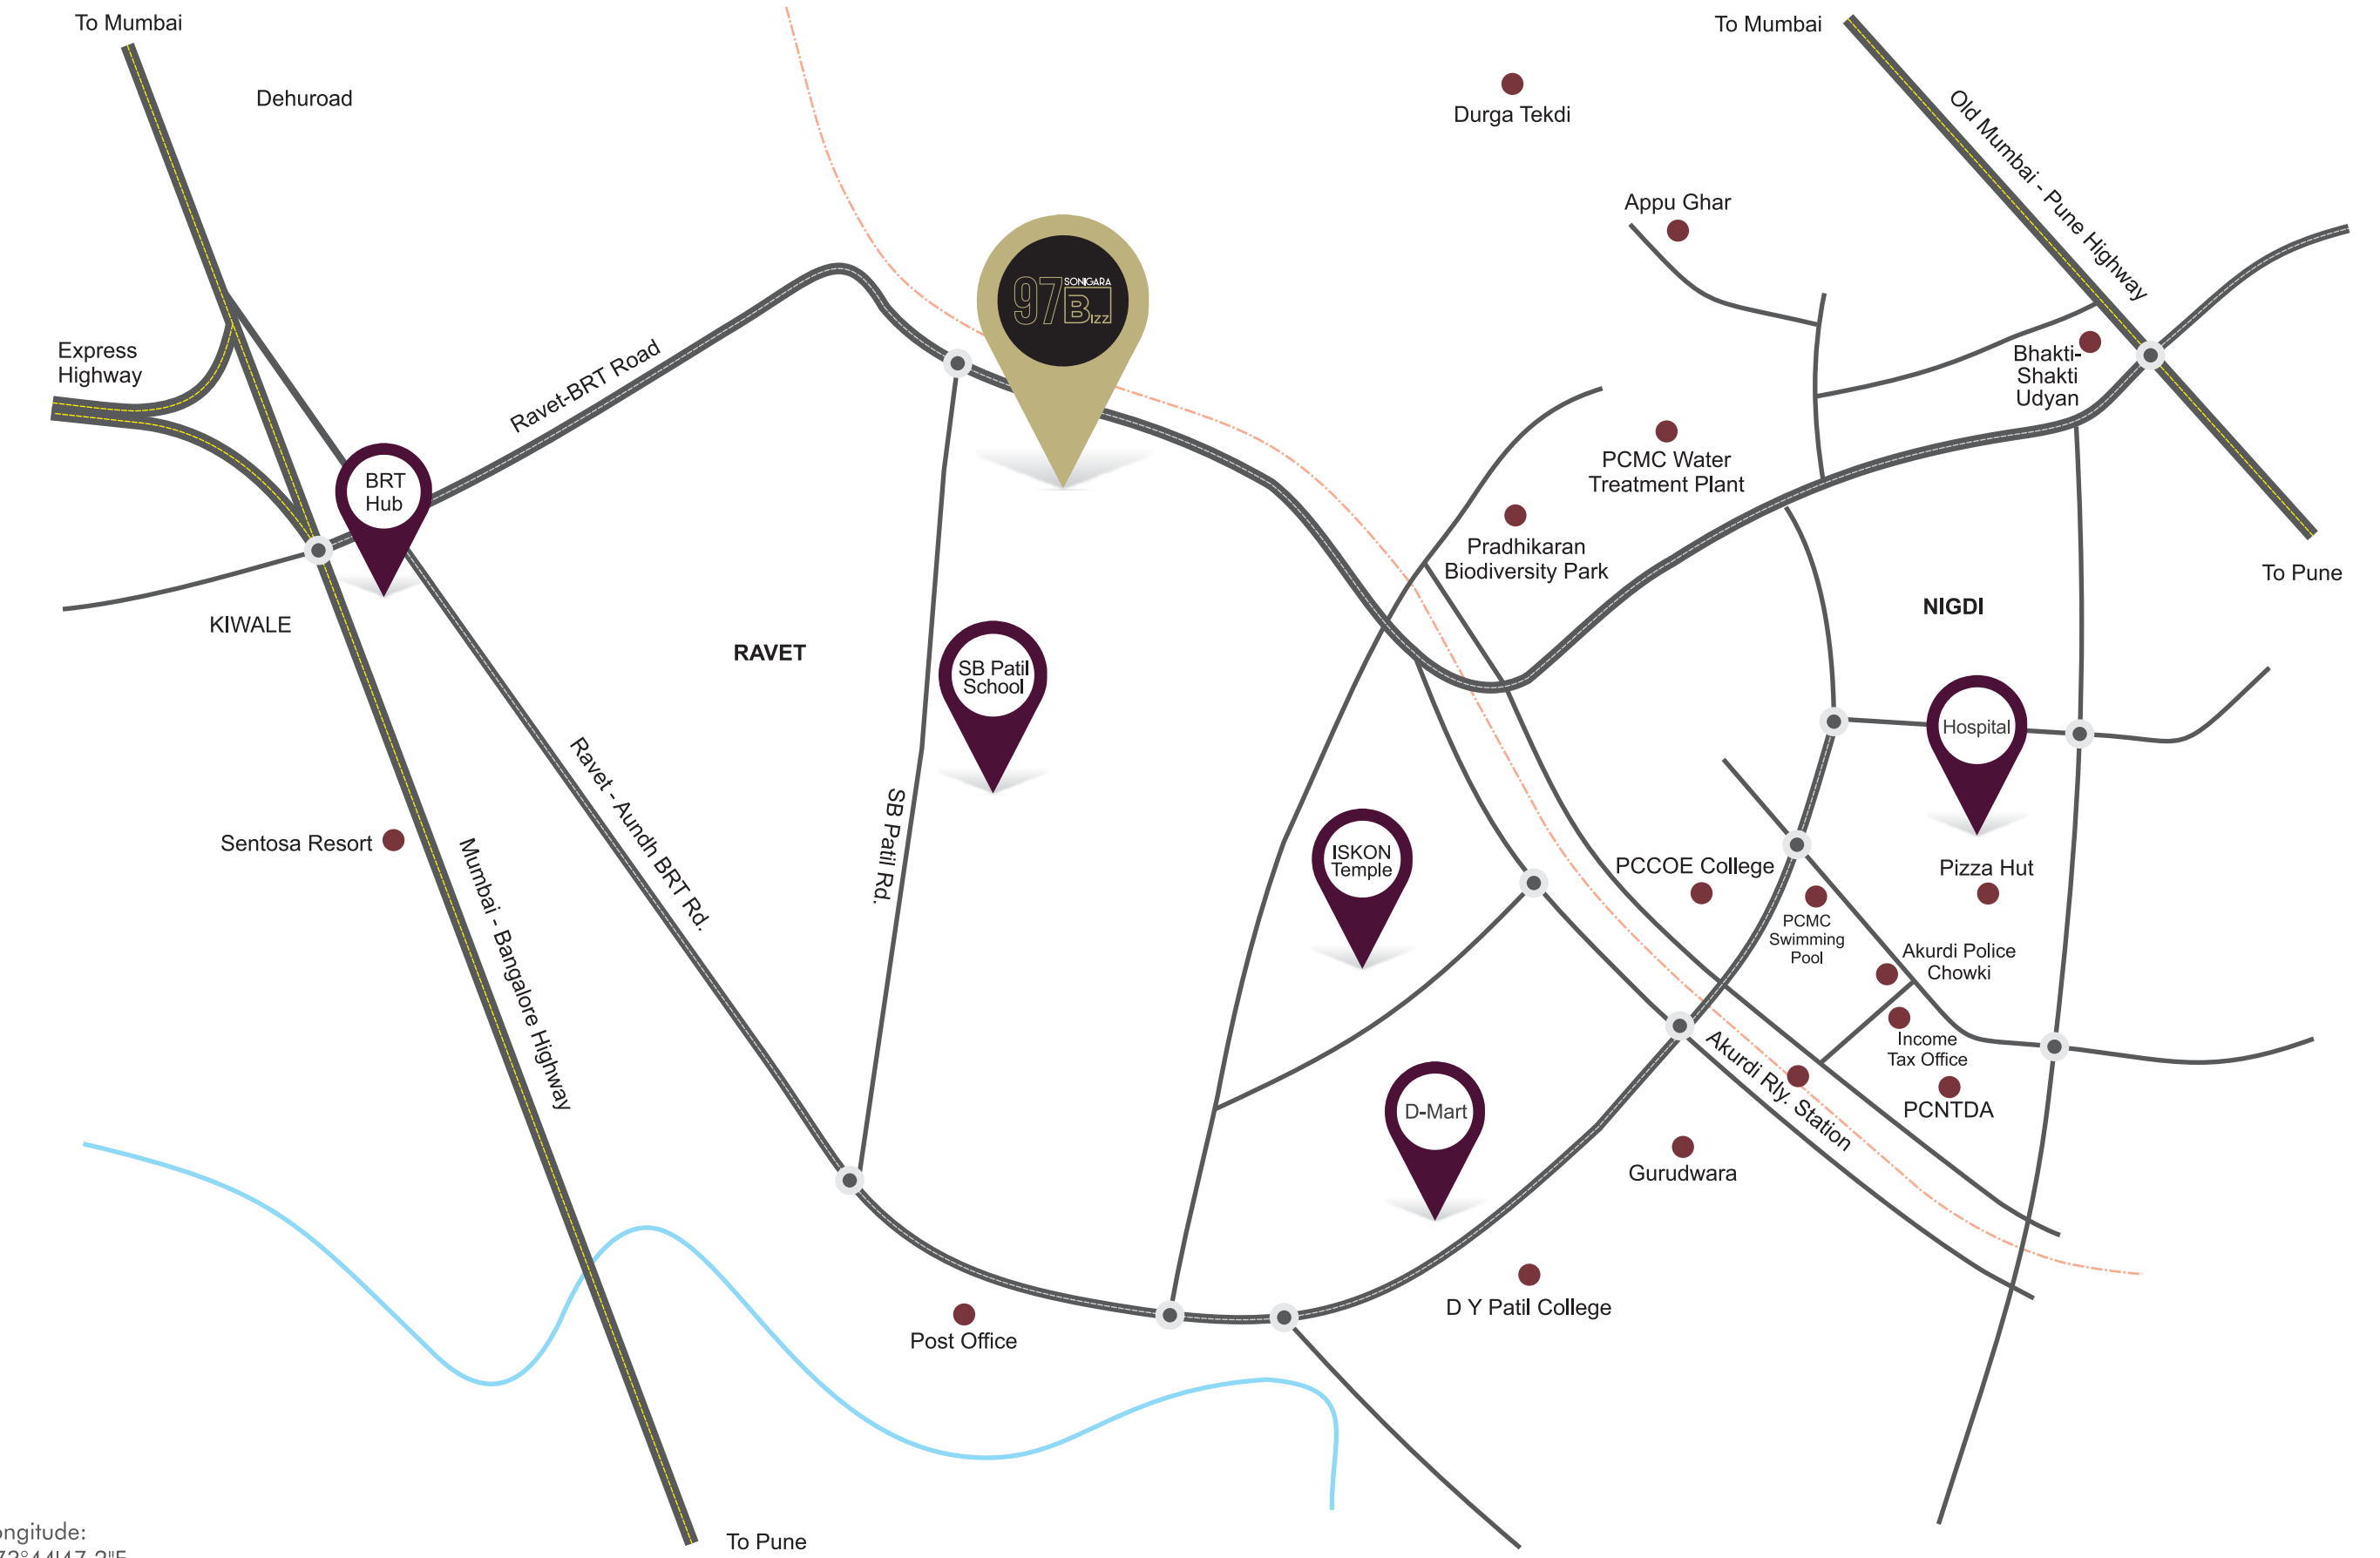 To Mumbai
To Mumbai
Dehuroad
Durga Tekdi
Old Mumbai - Pune Highway
Appu Ghar
97
SONIGARA
BIZZ
Express
Highway
Ravet-BRT Road
Bhakti-
Shakti
Udyan
PCMC Water
Treatment Plant
BRT
Hub
Pradhikaran
Biodiversity Park
To Pune
NIGDI
KIWALE
RAVET
SB Patil
School
Hospital
Ravet - Aundh BRT Rd.
SB Patil Rd.
Sentosa Resort
Mumbai - Bangalore Highway
ISKON
Temple
PCCOE College
Pizza Hut
PCMC
Swimming
Pool
Akurdi Police
Chowki
Income
Tax Office
Akurdi Rly. Station
D-Mart
PCNTDA
Gurudwara
D Y Patil College
Post Office
To Pune